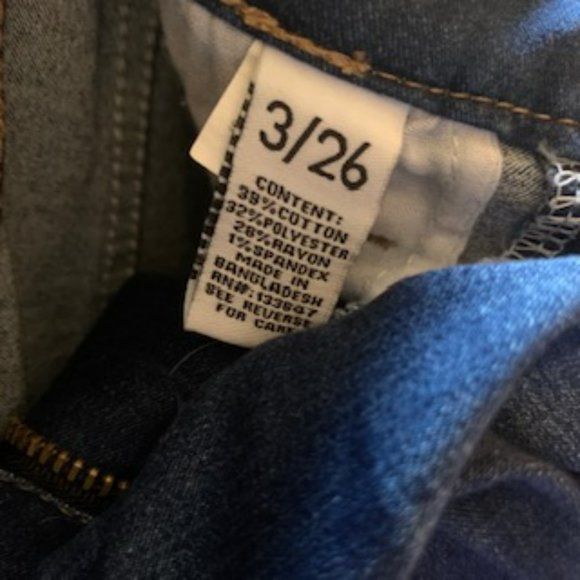 3/26
CONTENT:
39%COTTON
32%POLYESTER
28%RAYON
1%SPANDEX
MADE IN
BANGLADESH
RN#:133647
SEE REVERSE
FOR CARE